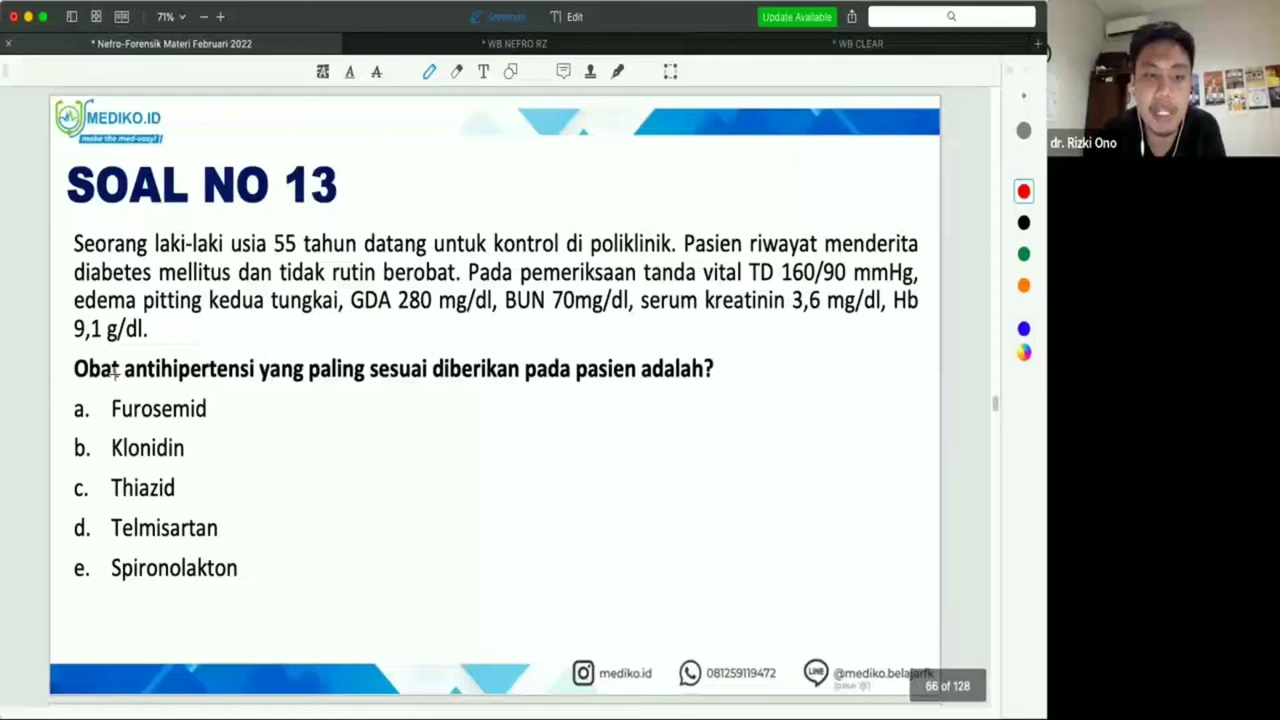 71%
Annotate
Edit
Update Available
* Nefro-Forensik Materi Februari 2022
* WB NEFRO RZ
* WB CLEAR
MEDIKO.ID
make the med-easy!
SOAL NO 13
Seorang laki-laki usia 55 tahun datang untuk kontrol di poliklinik. Pasien riwayat menderita
diabetes mellitus dan tidak rutin berobat. Pada pemeriksaan tanda vital TD 160/90 mmHg,
edema pitting kedua tungkai, GDA 280 mg/dl, BUN 70mg/dl, serum kreatinin 3,6 mg/dl, Hb
9,1 g/dl.
Obat antihipertensi yang paling sesuai diberikan pada pasien adalah?
a. Furosemid
b. Klonidin
c. Thiazid
d. Telmisartan
e. Spironolakton
mediko.id
081259119472
LINE
@mediko.belajarfk
(pakai '@')
66 of 128
dr. Rizki Ono